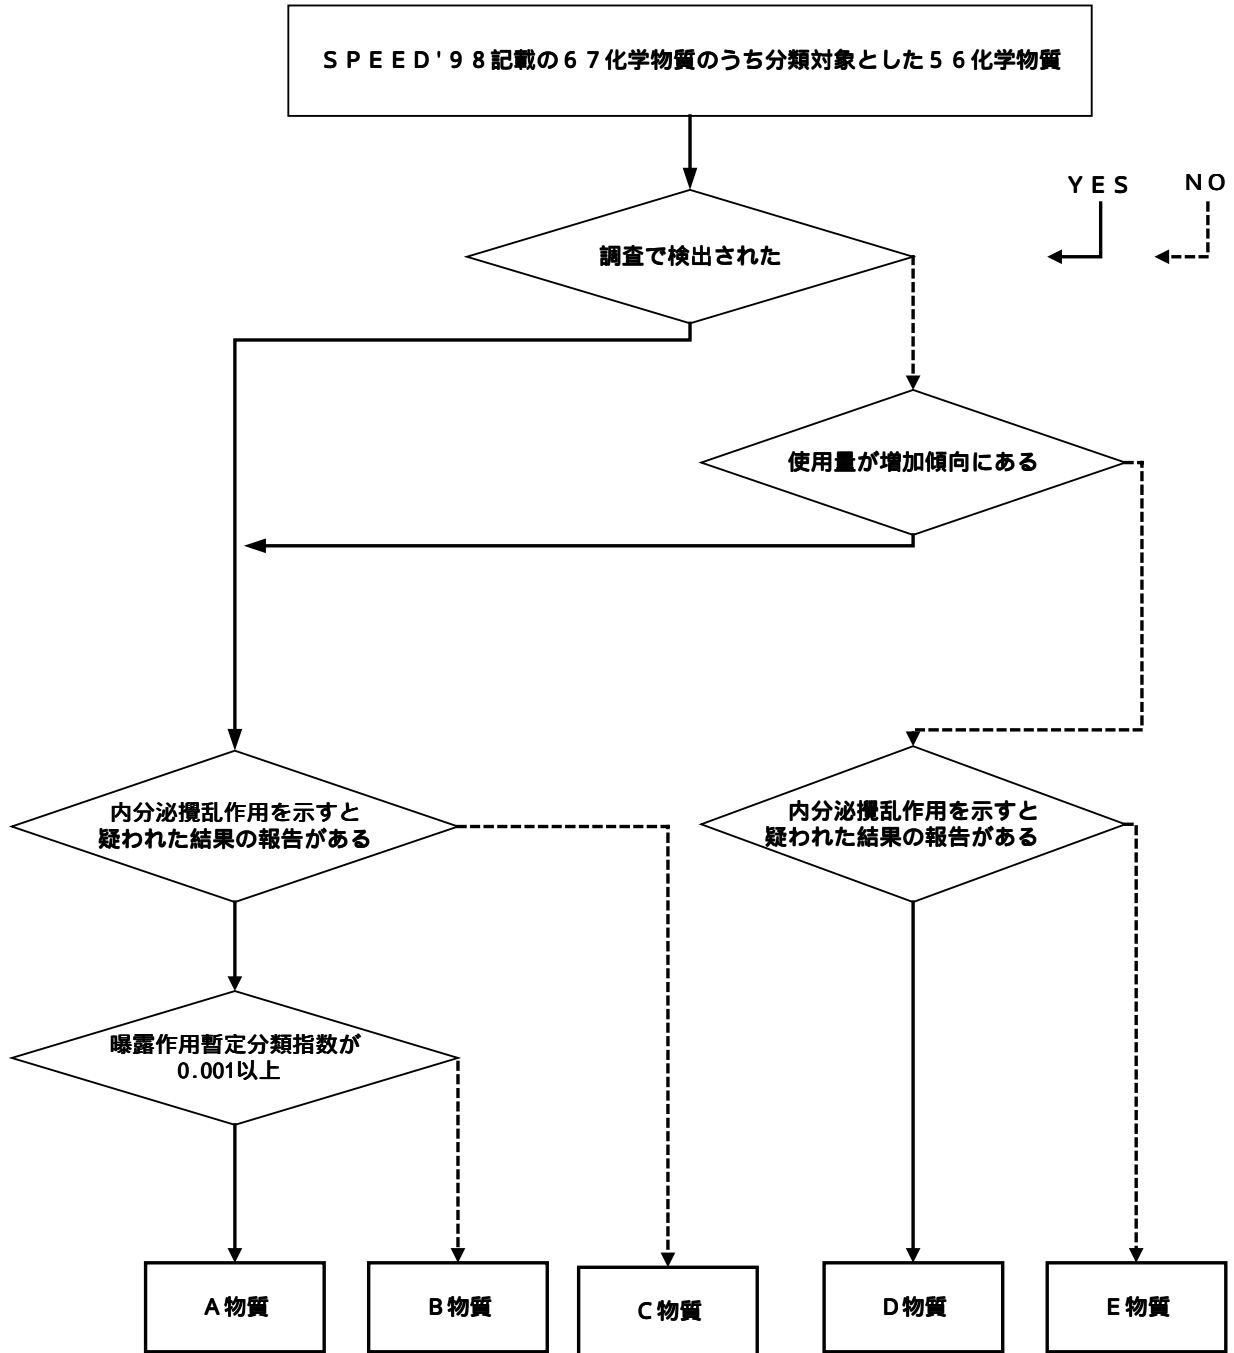 ＳＰＥＥＤ'９８記載の６７化学物質のうち分類対象とした５６化学物質
ＹＥＳ
ＮＯ
調査で検出された
使用量が増加傾向にある
内分泌攪乱作用を示すと
疑われた結果の報告がある
内分泌攪乱作用を示すと
疑われた結果の報告がある
曝露作用暫定分類指数が
0.001以上
Ａ物質
Ｂ物質
Ｃ物質
Ｄ物質
Ｅ物質